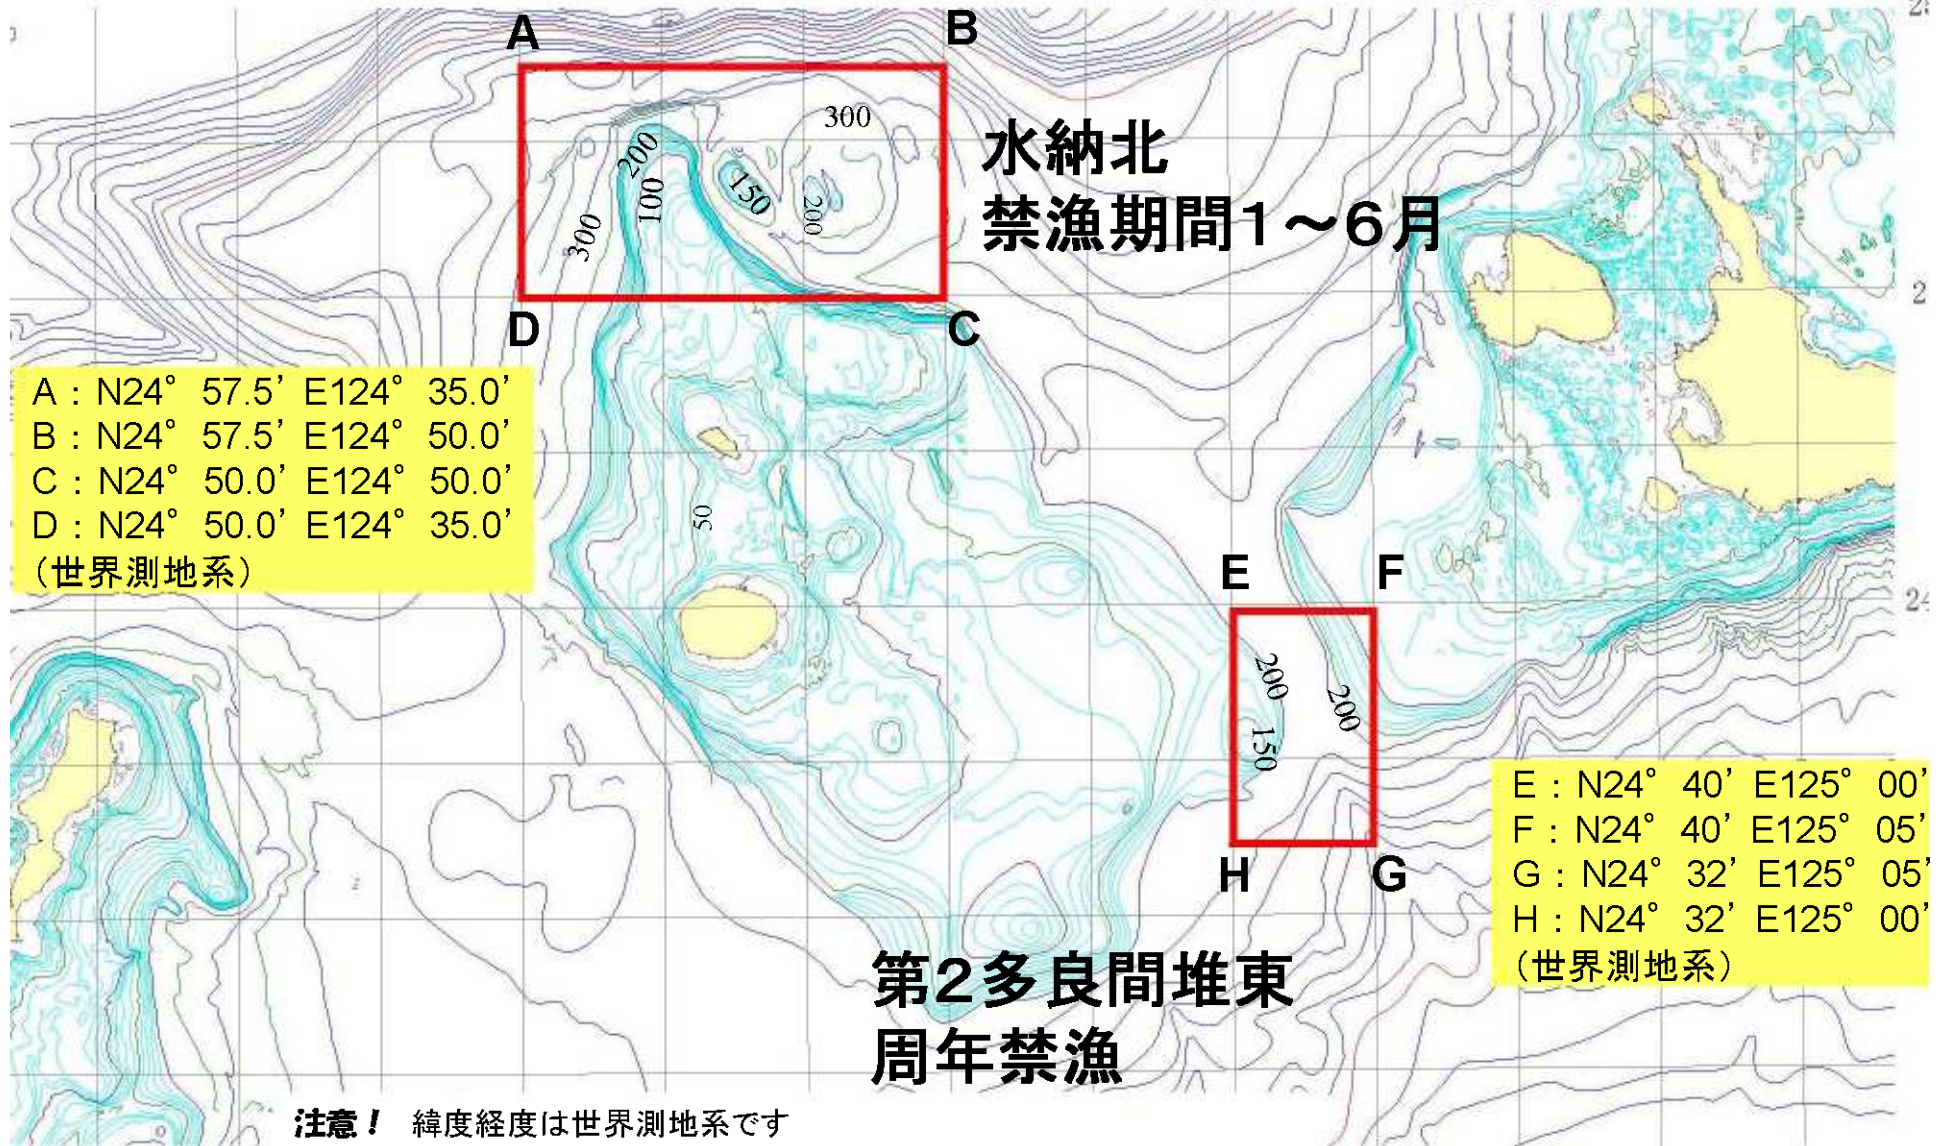 A
B
300
200
100
150
200
300
水納北
禁漁期間1～6月
D
C
A：N24° 57.5’ E124° 35.0’
B：N24° 57.5’ E124° 50.0’
C：N24° 50.0’ E124° 50.0’
D：N24° 50.0’ E124° 35.0’
（世界測地系）
50
E
F
200
200
150
H
G
E：N24° 40’ E125° 00’
F：N24° 40’ E125° 05’
G：N24° 32’ E125° 05’
H：N24° 32’ E125° 00’
（世界測地系）
第2多良間堆東
周年禁漁
注意！ 緯度経度は世界測地系です